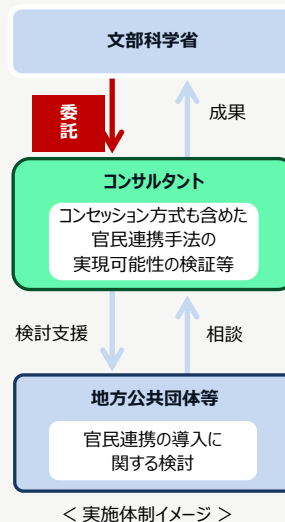 文部科学省
委託
成果
コンサルタント
コンセッション方式も含めた
官民連携手法の
実現可能性の検証等
検討支援
相談
地方公共団体等
官民連携の導入に
関する検討
＜ 実施体制イメージ ＞